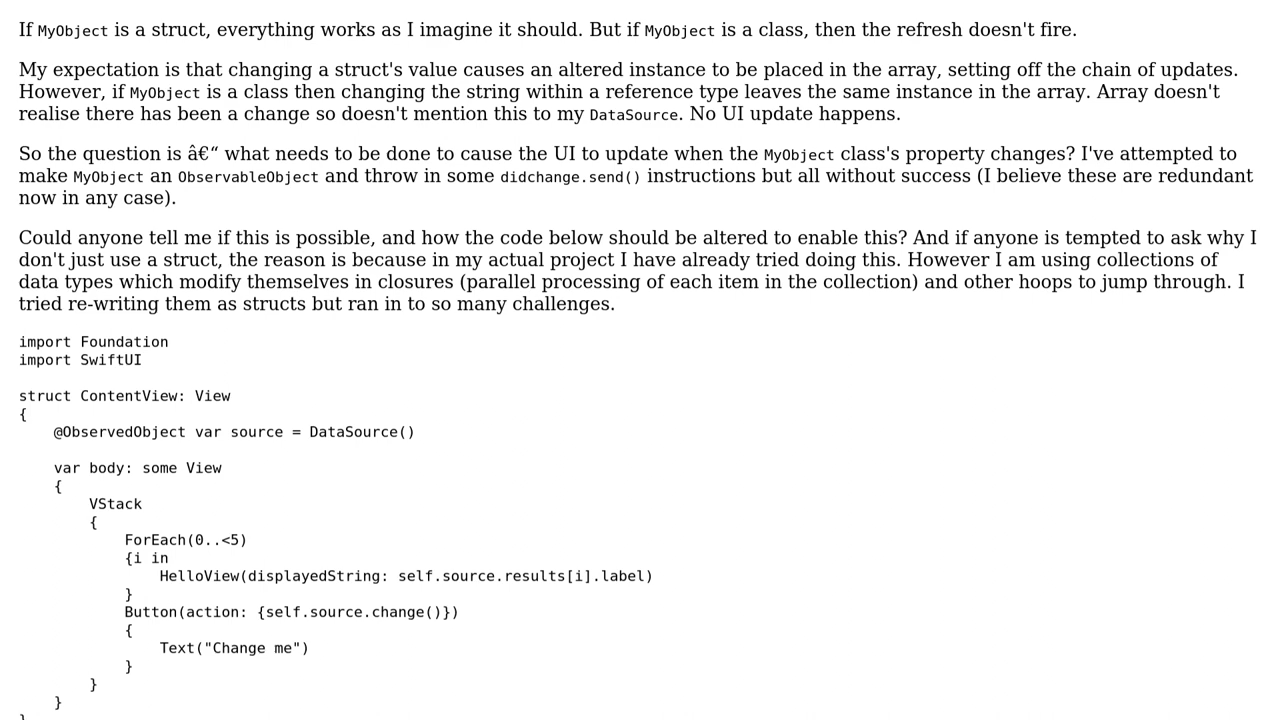 If MyObject is a struct, everything works as I imagine it should. But if MyObject is a class, then the refresh doesn't fire.
My expectation is that changing a struct's value causes an altered instance to be placed in the array, setting off the chain of updates.
However, if MyObject is a class then changing the string within a reference type leaves the same instance in the array. Array doesn't
realise there has been a change so doesn't mention this to my DataSource. No UI update happens.
So the question is â€“ what needs to be done to cause the UI to update when the MyObject class's property changes? I've attempted to
make MyObject an ObservableObject and throw in some didchange.send() instructions but all without success (I believe these are redundant
now in any case).
Could anyone tell me if this is possible, and how the code below should be altered to enable this? And if anyone is tempted to ask why I
don't just use a struct, the reason is because in my actual project I have already tried doing this. However I am using collections of
data types which modify themselves in closures (parallel processing of each item in the collection) and other hoops to jump through. I
tried re-writing them as structs but ran in to so many challenges.
import Foundation
import SwiftUI
struct ContentView: View
{
    @ObservedObject var source = DataSource()
    var body: some View
    {
        VStack
        {
            ForEach(0..<5)
            {i in
                HelloView(displayedString: self.source.results[i].label)
            }
            Button(action: {self.source.change()})
            {
                Text("Change me")
            }
        }
    }
}